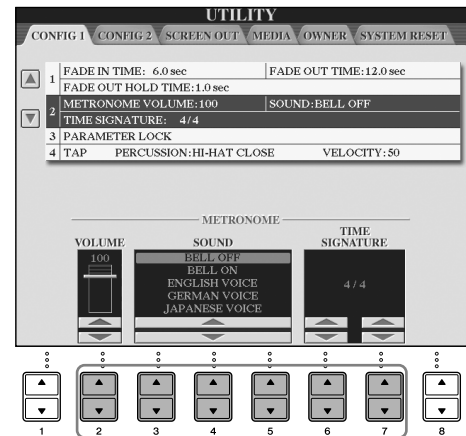 UTILITY
CONFIG 1 CONFIG 2 SCREEN OUT MEDIA OWNER SYSTEM RESET
1 FADE IN TIME: 6.0 sec FADE OUT TIME:12.0 sec
FADE OUT HOLD TIME:1.0 sec
2 METRONOME VOLUME:100 SOUND:BELL OFF
TIME SIGNATURE: 4/4
3 PARAMETER LOCK
4 TAP PERCUSSION:HI-HAT CLOSE VELOCITY:50
METRONOME
VOLUME SOUND TIME SIGNATURE
100
BELL OFF
BELL ON
ENGLISH VOICE
GERMAN VOICE
JAPANESE VOICE
4 / 4
1 2 3 4 5 6 7 8